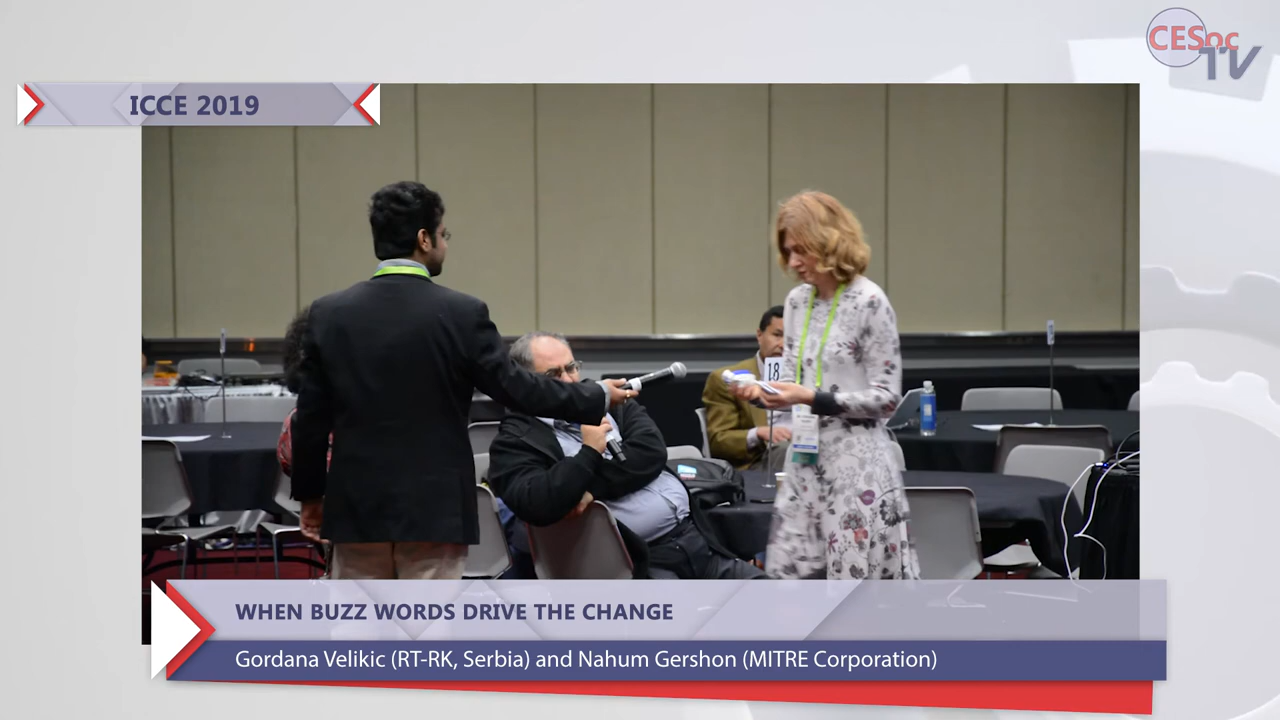 CESoc
TV
ICCE 2019
18
WHEN BUZZ WORDS DRIVE THE CHANGE
Gordana Velikic (RT-RK, Serbia) and Nahum Gershon (MITRE Corporation)